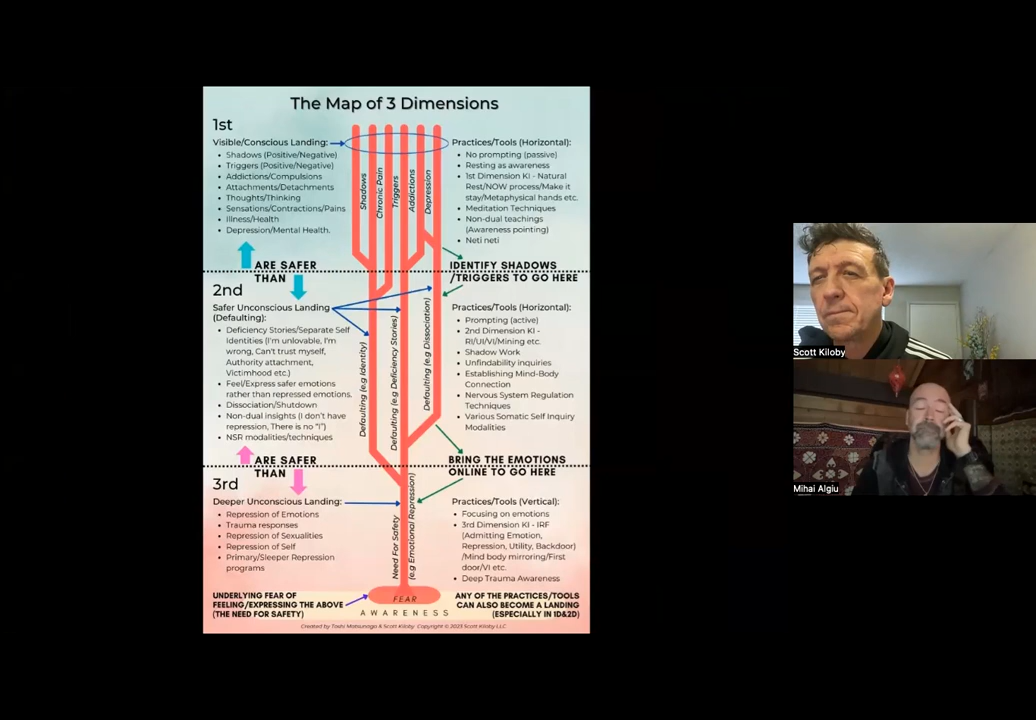 The Map of 3 Dimensions
1st
Visible/Conscious Landing:
Shadows (Positive/Negative)
Triggers (Positive/Negative)
Addictions/Compulsions
Attachments/Detachments
Thoughts/Thinking
Sensations/Contractions/Pains
Illness/Health
Depression/Mental Health.
Shadows
Chronic Pain
Triggers
Addictions
Depression
Practices/Tools (Horizontal):
No prompting (passive)
Resting as awareness
1st Dimension KI - Natural
Rest/NOW process/Make it
stay/Metaphysical hands etc.
Meditation Techniques
Non-dual teachings
(Awareness pointing)
Neti neti
ARE SAFER
THAN
IDENTIFY SHADOWS
/TRIGGERS TO GO HERE
2nd
Safer Unconscious Landing
(Defaulting):
Deficiency Stories/Separate Self
Identities (I'm unlovable, I'm
wrong, Can't trust myself,
Authority attachment,
Victimhood etc.)
Feel/Express safer emotions
rather than repressed emotions.
Dissociation/Shutdown
Non-dual insights (I don't have
repression, There is no "I")
NSR modalities/techniques
Defaulting (e.g Identity)
Defaulting (e.g Deficiency Stories)
Defaulting (e.g Dissociation)
Practices/Tools (Horizontal):
Prompting (active)
2nd Dimension KI -
RI/UI/VI/Mining etc.
Shadow Work
Unfindability inquiries
Establishing Mind-Body
Connection
Nervous System Regulation
Techniques
Various Somatic Self Inquiry
Modalities
ARE SAFER
THAN
BRING THE EMOTIONS
ONLINE TO GO HERE
3rd
Deeper Unconscious Landing:
Repression of Emotions
Trauma responses
Repression of Sexualities
Repression of Self
Primary/Sleeper Repression
programs
Need For Safety
(e.g Emotional Repression)
Practices/Tools (Vertical):
Focusing on emotions
3rd Dimension KI - IRF
(Admitting Emotion,
Repression, Utility, Backdoor)
/Mind body mirroring/First
door/VI etc.
Deep Trauma Awareness
UNDERLYING FEAR OF
FEELING/EXPRESSING THE ABOVE
(THE NEED FOR SAFETY)
FEAR
AWARENESS
ANY OF THE PRACTICES/TOOLS
CAN ALSO BECOME A LANDING
(ESPECIALLY IN 1D&2D)
Created by Toshi Matsunaga & Scott Kiloby. Copyright © 2023 Scott Kiloby LLC
Scott Kiloby
Mihai Algiu